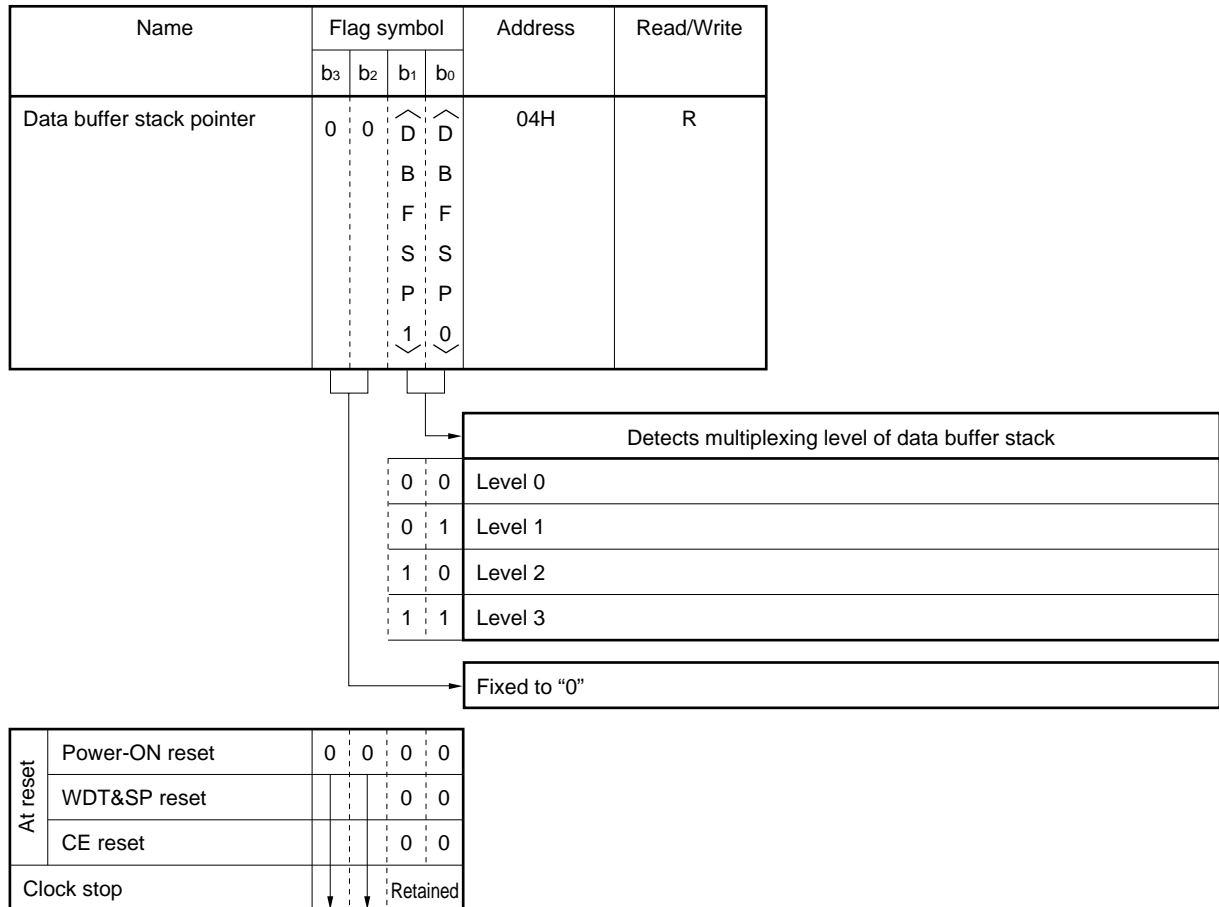 Name Flag symbol Address Read/Write
b3 b2 b1 b0
Data buffer stack pointer 0 0 〈DBFSP1〉 〈DBFSP0〉 04H R
Detects multiplexing level of data buffer stack
0 0 Level 0
0 1 Level 1
1 0 Level 2
1 1 Level 3
Fixed to “0”
At reset
Power-ON reset 0 0 0 0
WDT&SP reset 0 0
CE reset 0 0
Clock stop Retained